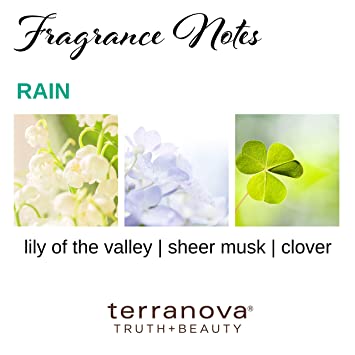 Fragrance Notes
RAIN
lily of the valley | sheer musk | clover
terranova®
TRUTH+BEAUTY